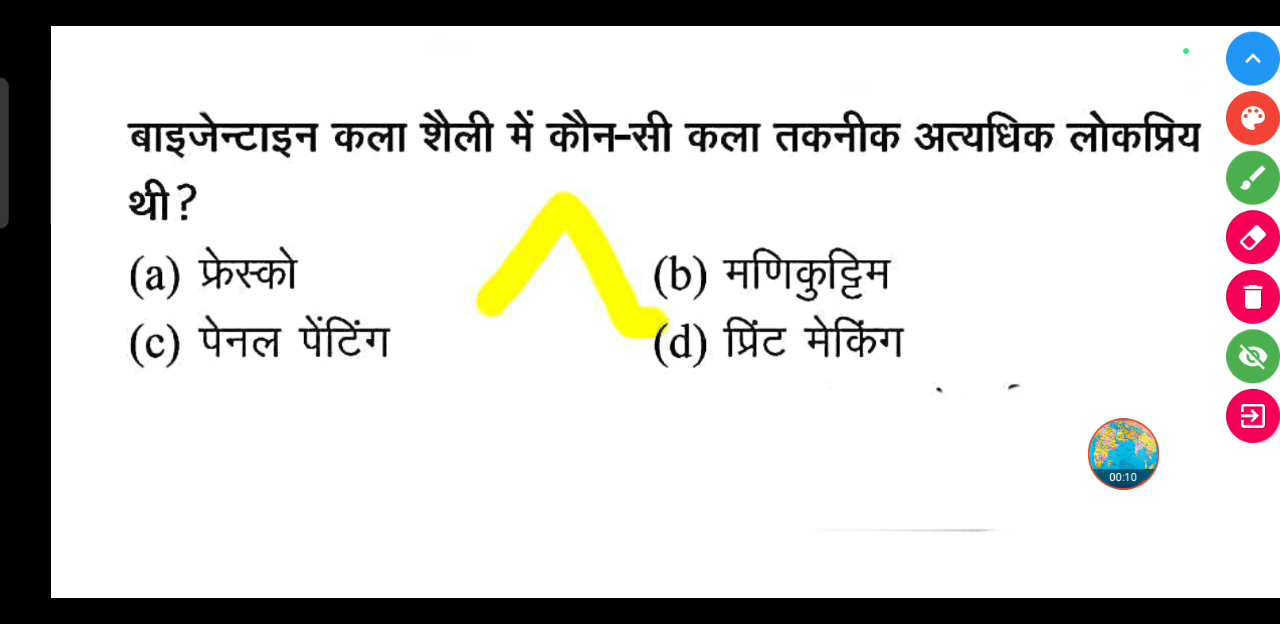 बाइजेन्टाइन कला शैली में कौन-सी कला तकनीक अत्यधिक लोकप्रिय
थी?
(a) फ्रेस्को (b) मणिकुट्टिम
(c) पेनल पेंटिंग (d) प्रिंट मेकिंग
00:10